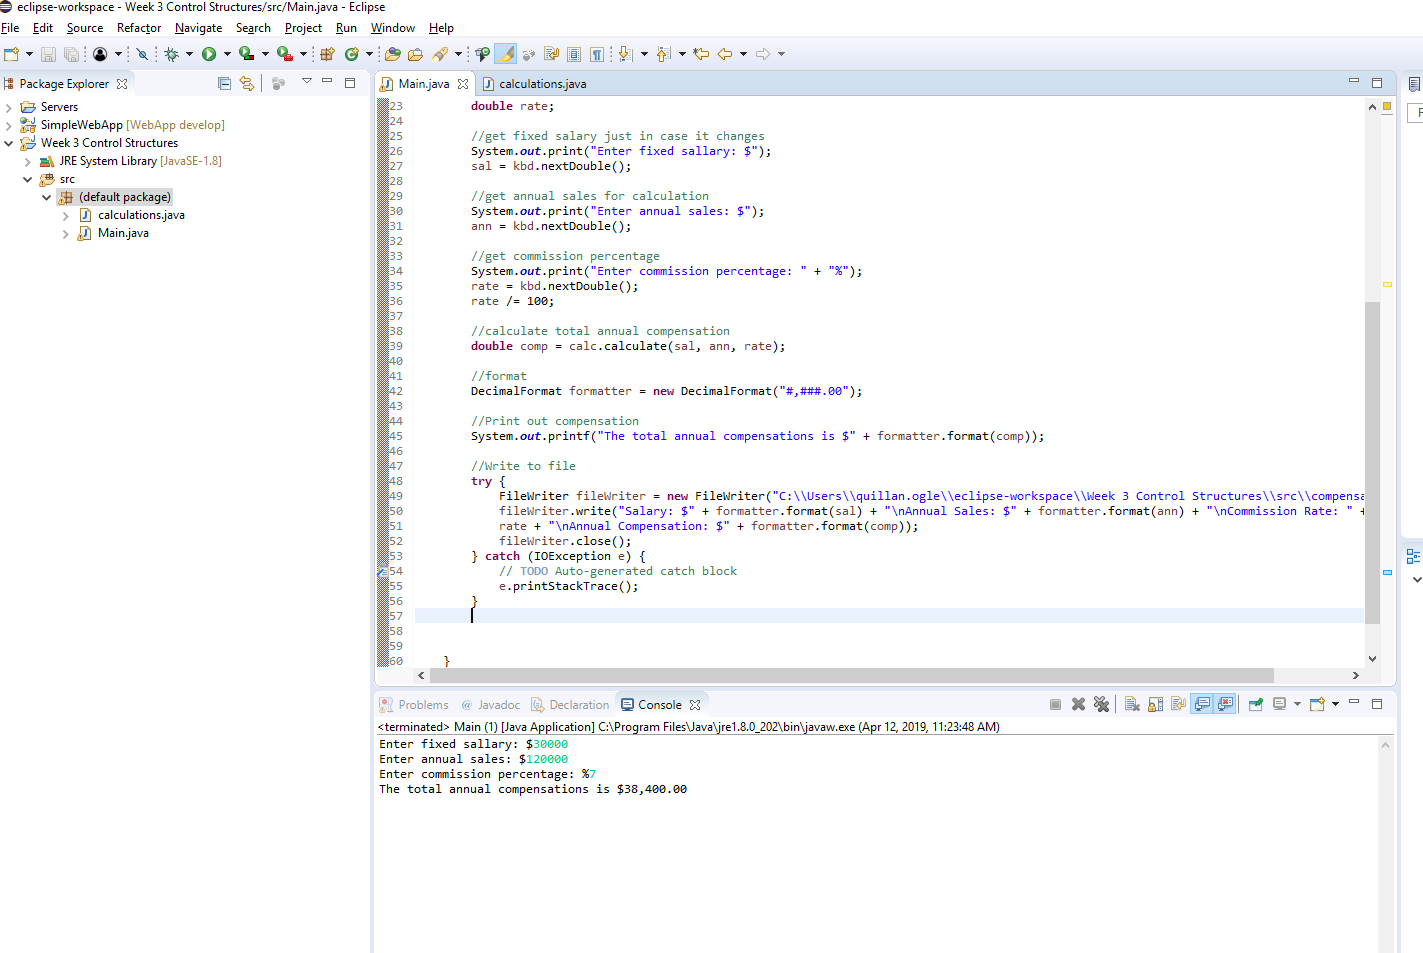 eclipse-workspace - Week 3 Control Structures/src/Main.java - Eclipse
File Edit Source Refactor Navigate Search Project Run Window Help
Package Explorer
Servers
SimpleWebApp [WebApp develop]
Week 3 Control Structures
JRE System Library [JavaSE-1.8]
src
(default package)
calculations.java
Main.java
Main.java calculations.java
23 double rate;
24
25 //get fixed salary just in case it changes
26 System.out.print("Enter fixed sallary: $");
27 sal = kbd.nextDouble();
28
29 //get annual sales for calculation
30 System.out.print("Enter annual sales: $");
31 ann = kbd.nextDouble();
32
33 //get commission percentage
34 System.out.print("Enter commission percentage: " + "%");
35 rate = kbd.nextDouble();
36 rate /= 100;
37
38 //calculate total annual compensation
39 double comp = calc.calculate(sal, ann, rate);
40
41 //format
42 DecimalFormat formatter = new DecimalFormat("#,###.00");
43
44 //Print out compensation
45 System.out.printf("The total annual compensations is $" + formatter.format(comp));
46
47 //Write to file
48 try {
49 FileWriter fileWriter = new FileWriter("C:\\Users\\quillan.ogle\\eclipse-workspace\\Week 3 Control Structures\\src\\compensa
50 fileWriter.write("Salary: $" + formatter.format(sal) + "\nAnnual Sales: $" + formatter.format(ann) + "\nCommission Rate: " +
51 rate + "\nAnnual Compensation: $" + formatter.format(comp));
52 fileWriter.close();
53 } catch (IOException e) {
54 // TODO Auto-generated catch block
55 e.printStackTrace();
56 }
57
58
59
60 }
Problems @ Javadoc Declaration Console
<terminated> Main (1) [Java Application] C:\Program Files\Java\jre1.8.0_202\bin\javaw.exe (Apr 12, 2019, 11:23:48 AM)
Enter fixed sallary: $30000
Enter annual sales: $120000
Enter commission percentage: %7
The total annual compensations is $38,400.00